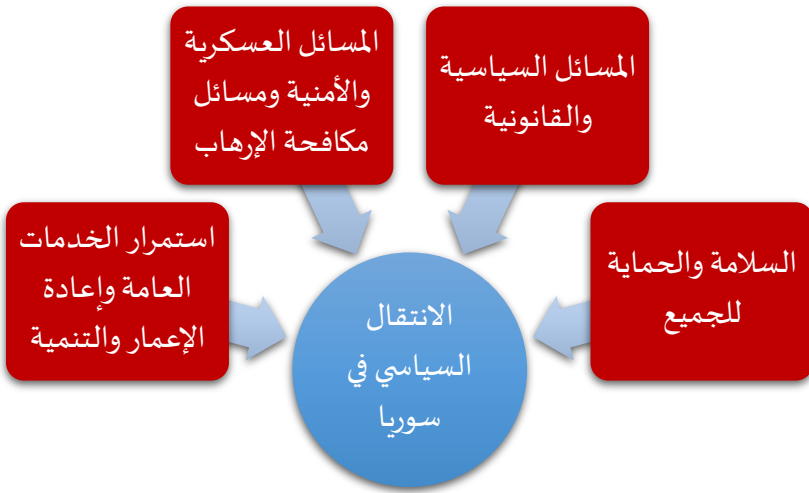 السلامة والحماية
للجميع
المسائل السياسية
والقانونية
المسائل العسكرية
والأمنية ومسائل
مكافحة الإرهاب
استمرار الخدمات
العامة وإعادة
الإعمار والتنمية
الانتقال
السياسي في
سوريا